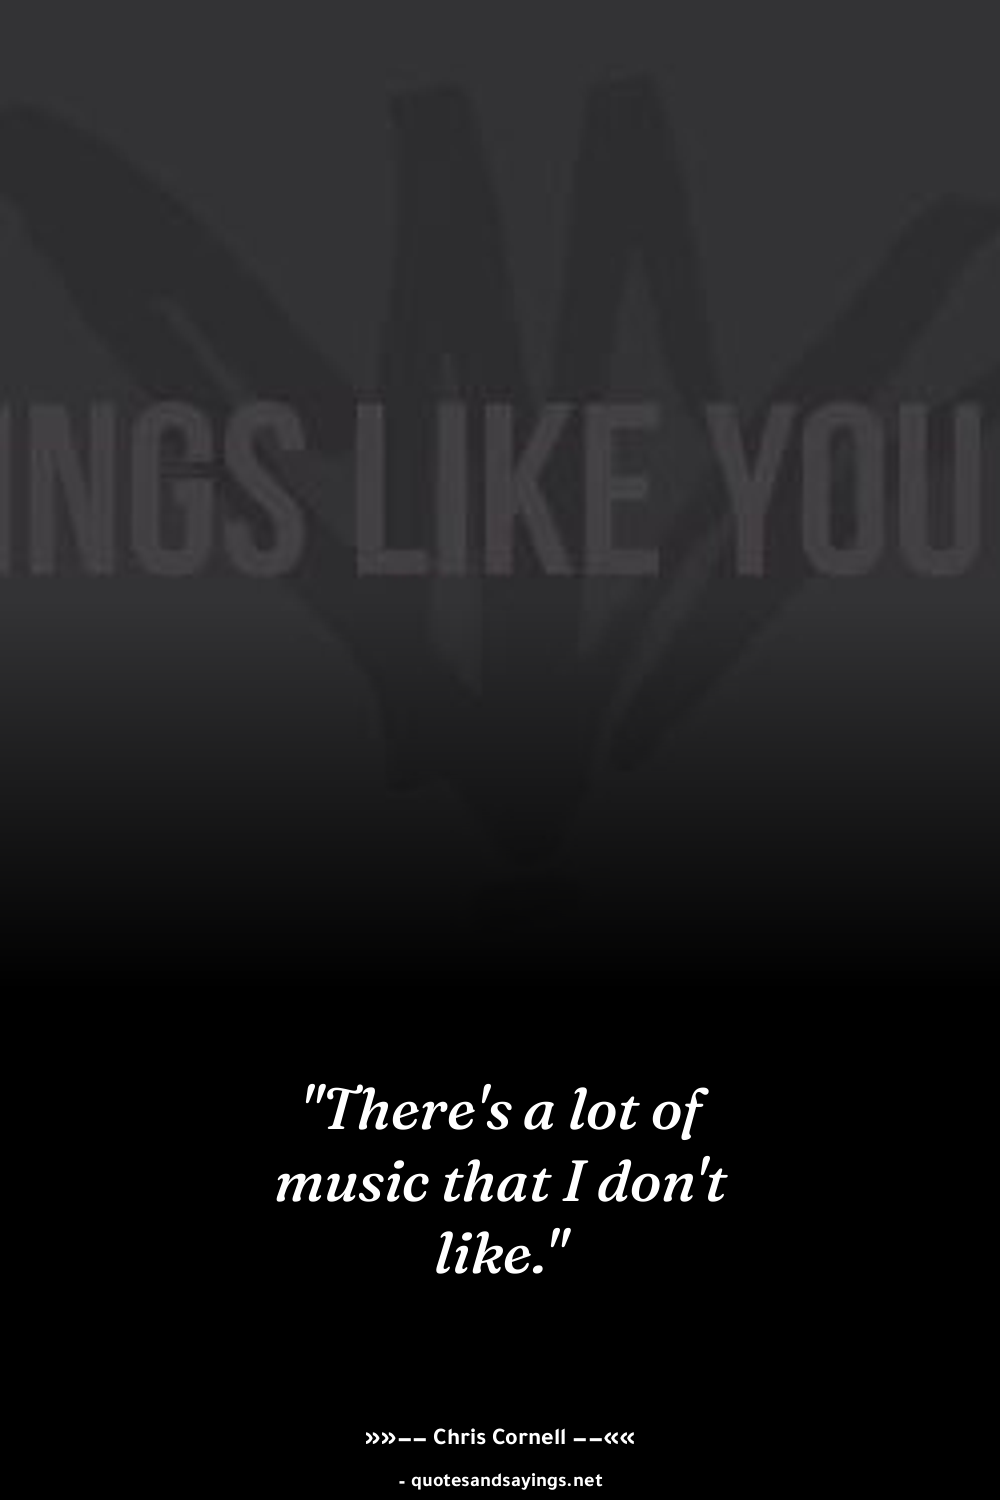 INGS LIKE YOU
"There's a lot of
music that I don't
like."
»»—— Chris Cornell ——««
- quotesandsayings.net